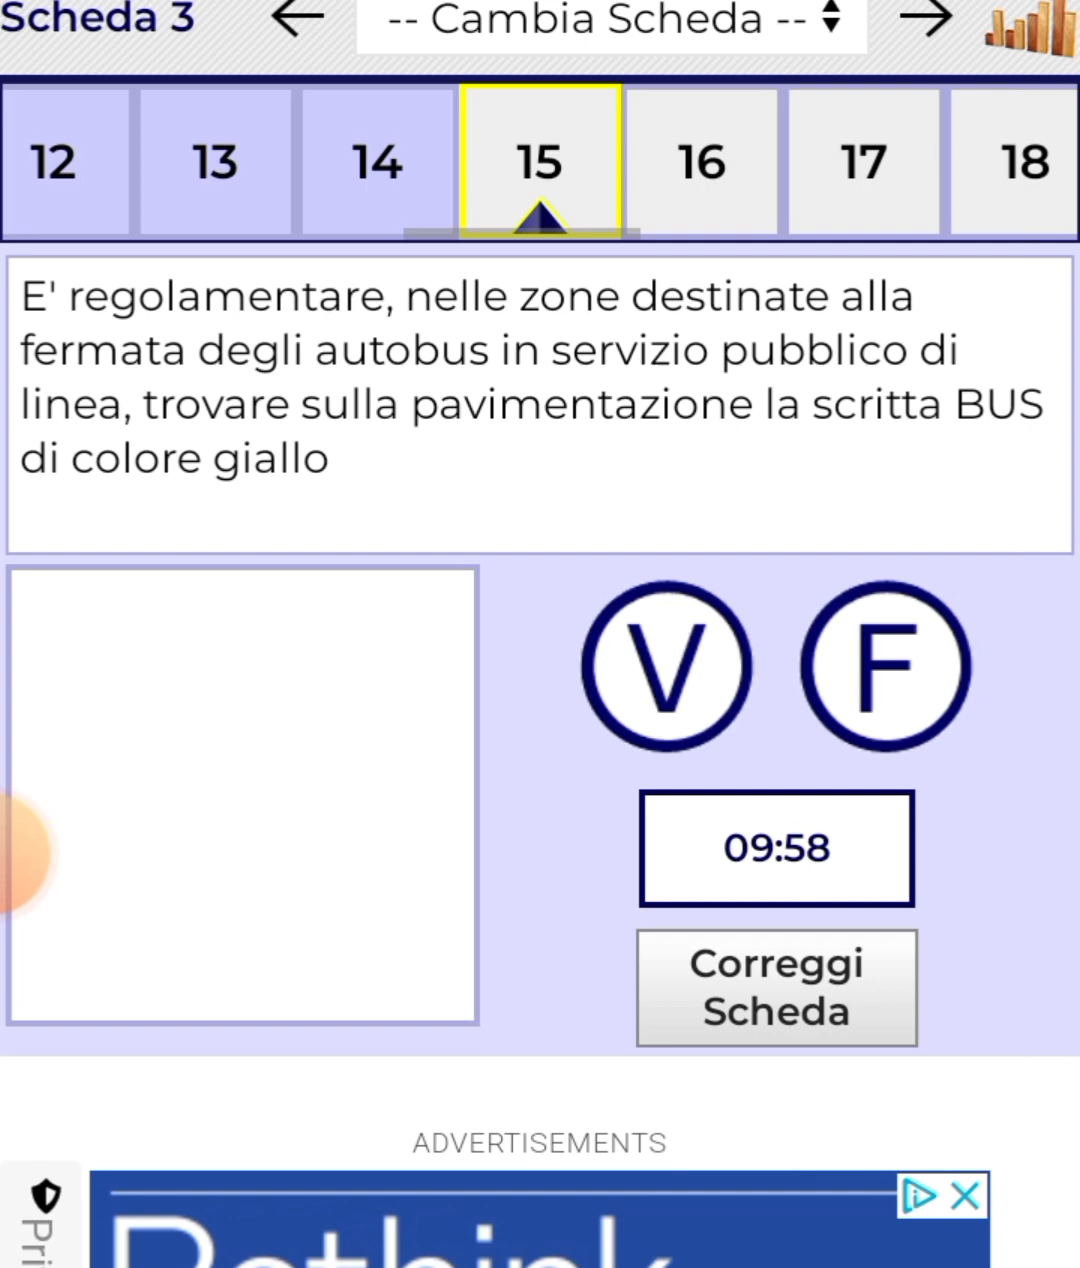 Scheda 3
-- Cambia Scheda --
12 13 14 15 16 17 18
E' regolamentare, nelle zone destinate alla
fermata degli autobus in servizio pubblico di
linea, trovare sulla pavimentazione la scritta BUS
di colore giallo
V F
09:58
Correggi
Scheda
ADVERTISEMENTS
Pri
Rethink